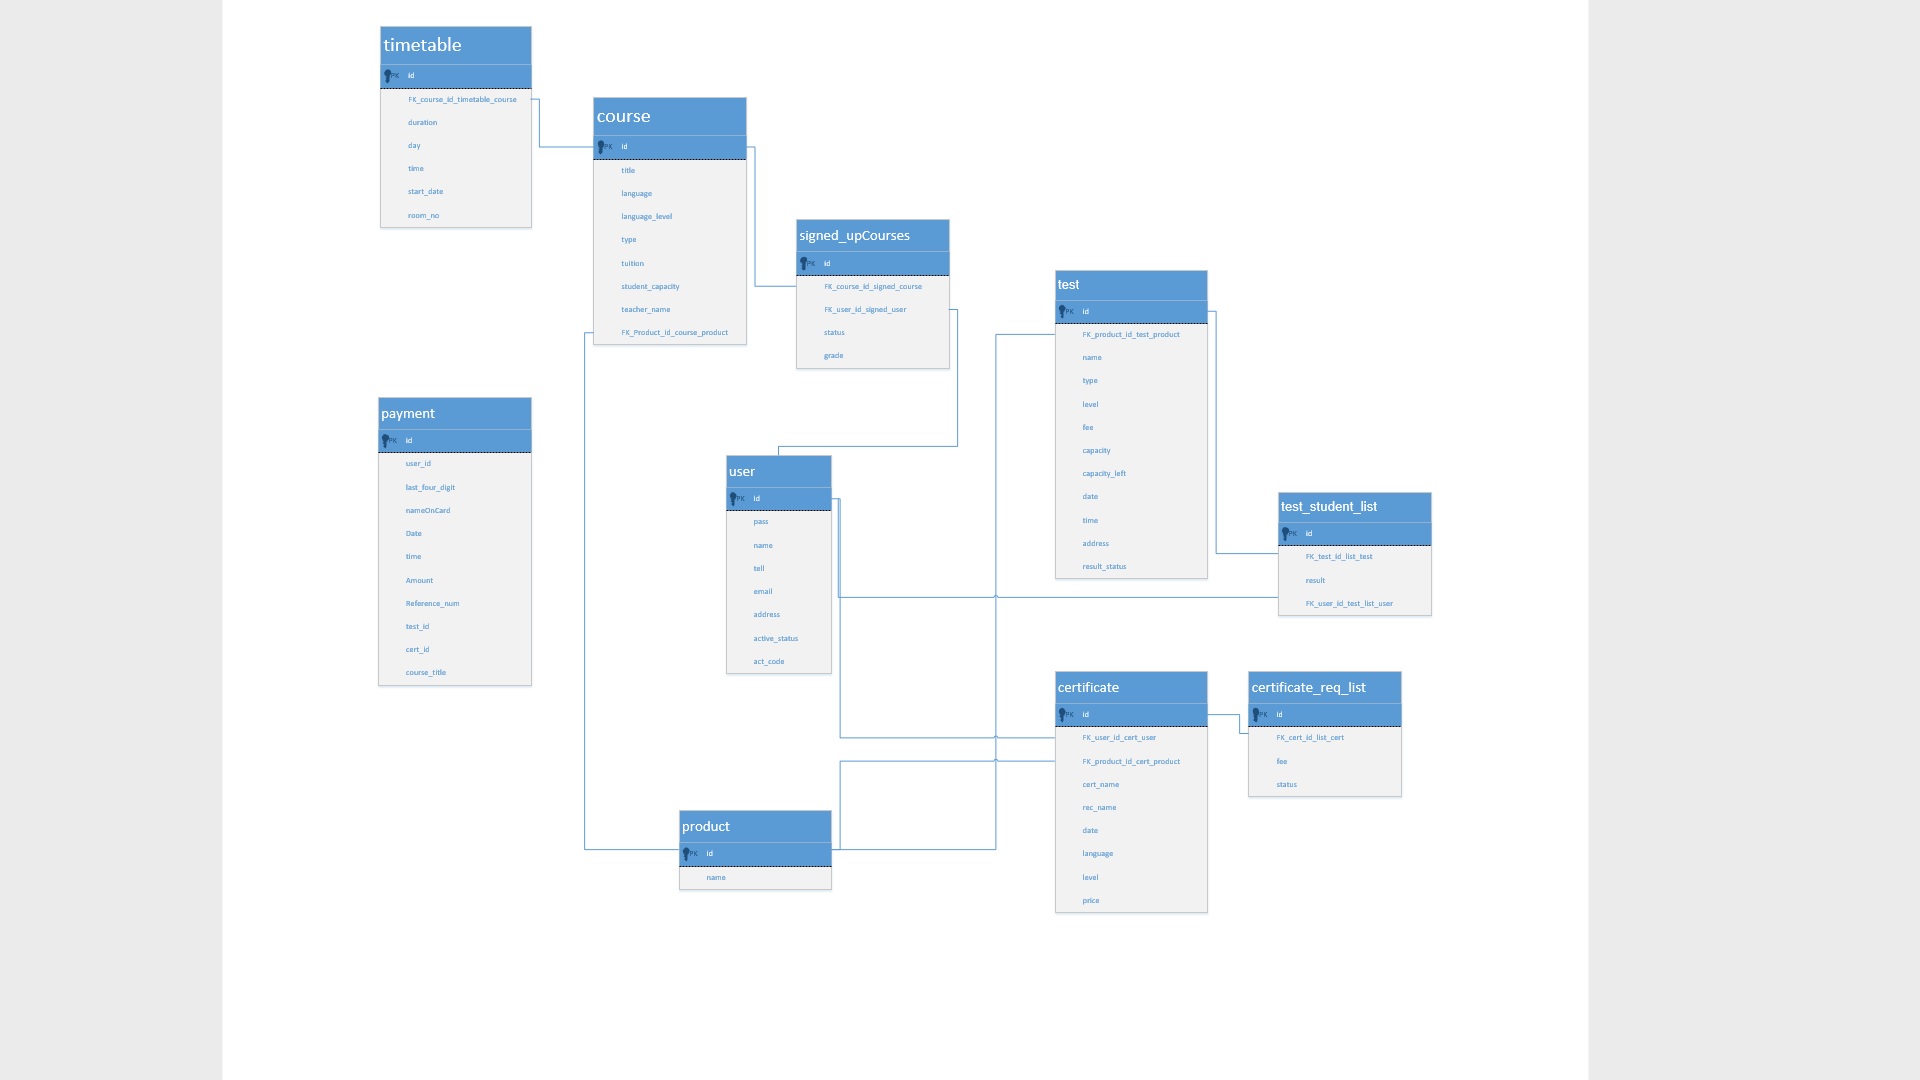 timetable
PK id
FK_course_id_timetable_course
duration
day
time
start_date
room_no
course
PK id
title
language
language_level
type
tuition
student_capacity
teacher_name
FK_Product_id_course_product
signed_upCourses
PK id
FK_course_id_signed_course
FK_user_id_signed_user
status
grade
test
PK id
FK_product_id_test_product
name
type
level
fee
capacity
capacity_left
date
time
address
result_status
payment
PK id
user_id
last_four_digit
nameOnCard
Date
time
Amount
Reference_num
test_id
cert_id
course_title
user
PK id
pass
name
tell
email
address
active_status
act_code
test_student_list
PK id
FK_test_id_list_test
result
FK_user_id_test_list_user
certificate
PK id
FK_user_id_cert_user
FK_product_id_cert_product
cert_name
rec_name
date
language
level
price
certificate_req_list
PK id
FK_cert_id_list_cert
fee
status
product
PK id
name